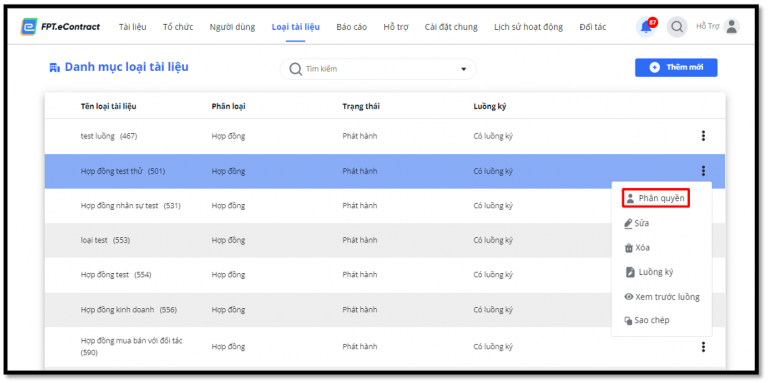 FPT.eContract Tài liệu Tổ chức Người dùng Loại tài liệu Báo cáo Hỗ trợ Cài đặt chung Lịch sử hoạt động Đối tác 87 Hỗ Trợ
Danh mục loại tài liệu Tìm kiếm Thêm mới
Tên loại tài liệu Phân loại Trạng thái Luồng ký
test luồng (467) Hợp đồng Phát hành Có luồng ký
Hợp đồng test thử (501) Hợp đồng Phát hành Có luồng ký
Phân quyền
Hợp đồng nhân sự test (531) Hợp đồng Phát hành Có luồng ký
Sửa
loại test (553) Hợp đồng Phát hành Có luồng ký
Xóa
Hợp đồng test (554) Hợp đồng Phát hành Có luồng ký
Luồng ký
Xem trước luồng
Hợp đồng kinh doanh (556) Hợp đồng Phát hành Có luồng ký
Sao chép
Hợp đồng mua bán với đối tác
(590) Hợp đồng Phát hành Có luồng ký